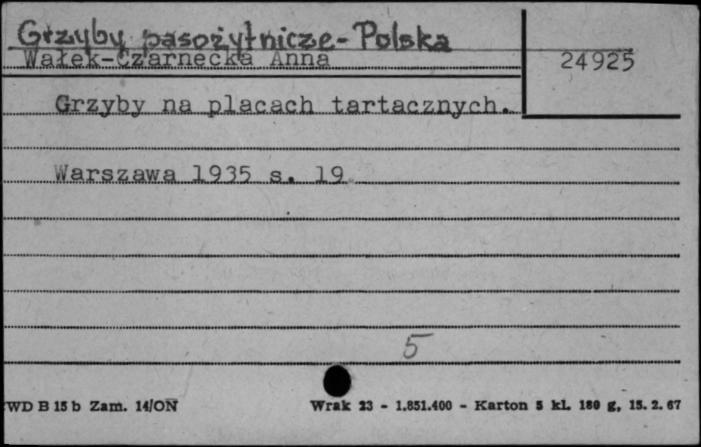 Grzyby pasożytnicze - Polska
Wałek-Czarnecka Anna
24925
Grzyby na placach tartacznych.
Warszawa 1935 s. 19
5
WD B 15 b Zam. 14/ON
Wrak 23 - 1.851.400 - Karton 5 kl. 180 g, 15. 2. 67